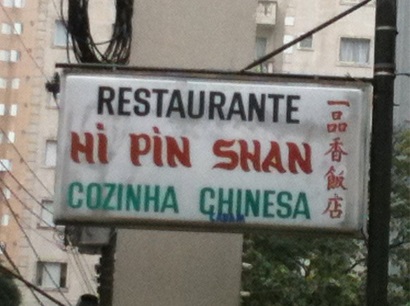 RESTAURANTE
Hi PiN SHAN
COZINHA CHINESA
一品香飯店